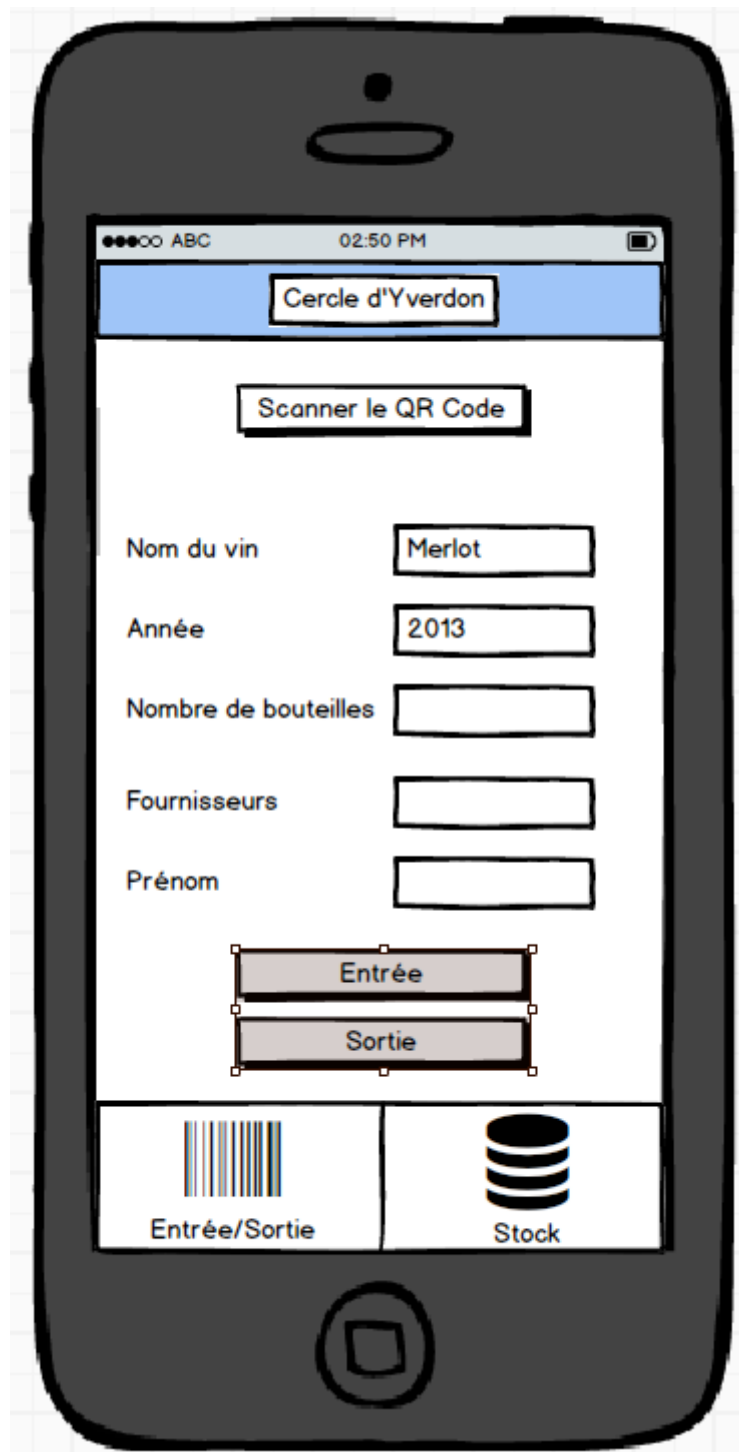 ABC 02:50 PM
Cercle d'Yverdon
Scanner le QR Code
Nom du vin Merlot
Année 2013
Nombre de bouteilles
Fournisseurs
Prénom
Entrée
Sortie
Entrée/Sortie Stock